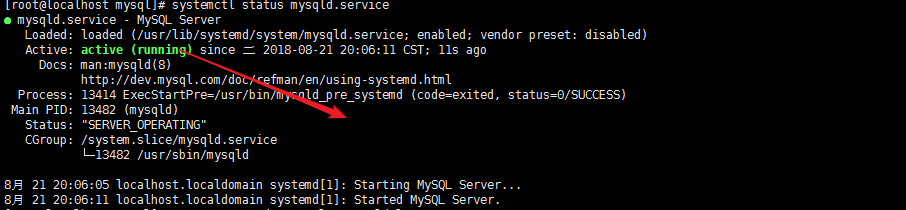 [root@localhost mysql]# systemctl status mysqld.service
● mysqld.service - MySQL Server
Loaded: loaded (/usr/lib/systemd/system/mysqld.service; enabled; vendor preset: disabled)
Active: active (running) since 二 2018-08-21 20:06:11 CST; 11s ago
Docs: man:mysqld(8)
http://dev.mysql.com/doc/refman/en/using-systemd.html
Process: 13414 ExecStartPre=/usr/bin/mysqld_pre_systemd (code=exited, status=0/SUCCESS)
Main PID: 13482 (mysqld)
Status: "SERVER_OPERATING"
CGroup: /system.slice/mysqld.service
└─13482 /usr/sbin/mysqld
8月 21 20:06:05 localhost.localdomain systemd[1]: Starting MySQL Server...
8月 21 20:06:11 localhost.localdomain systemd[1]: Started MySQL Server.